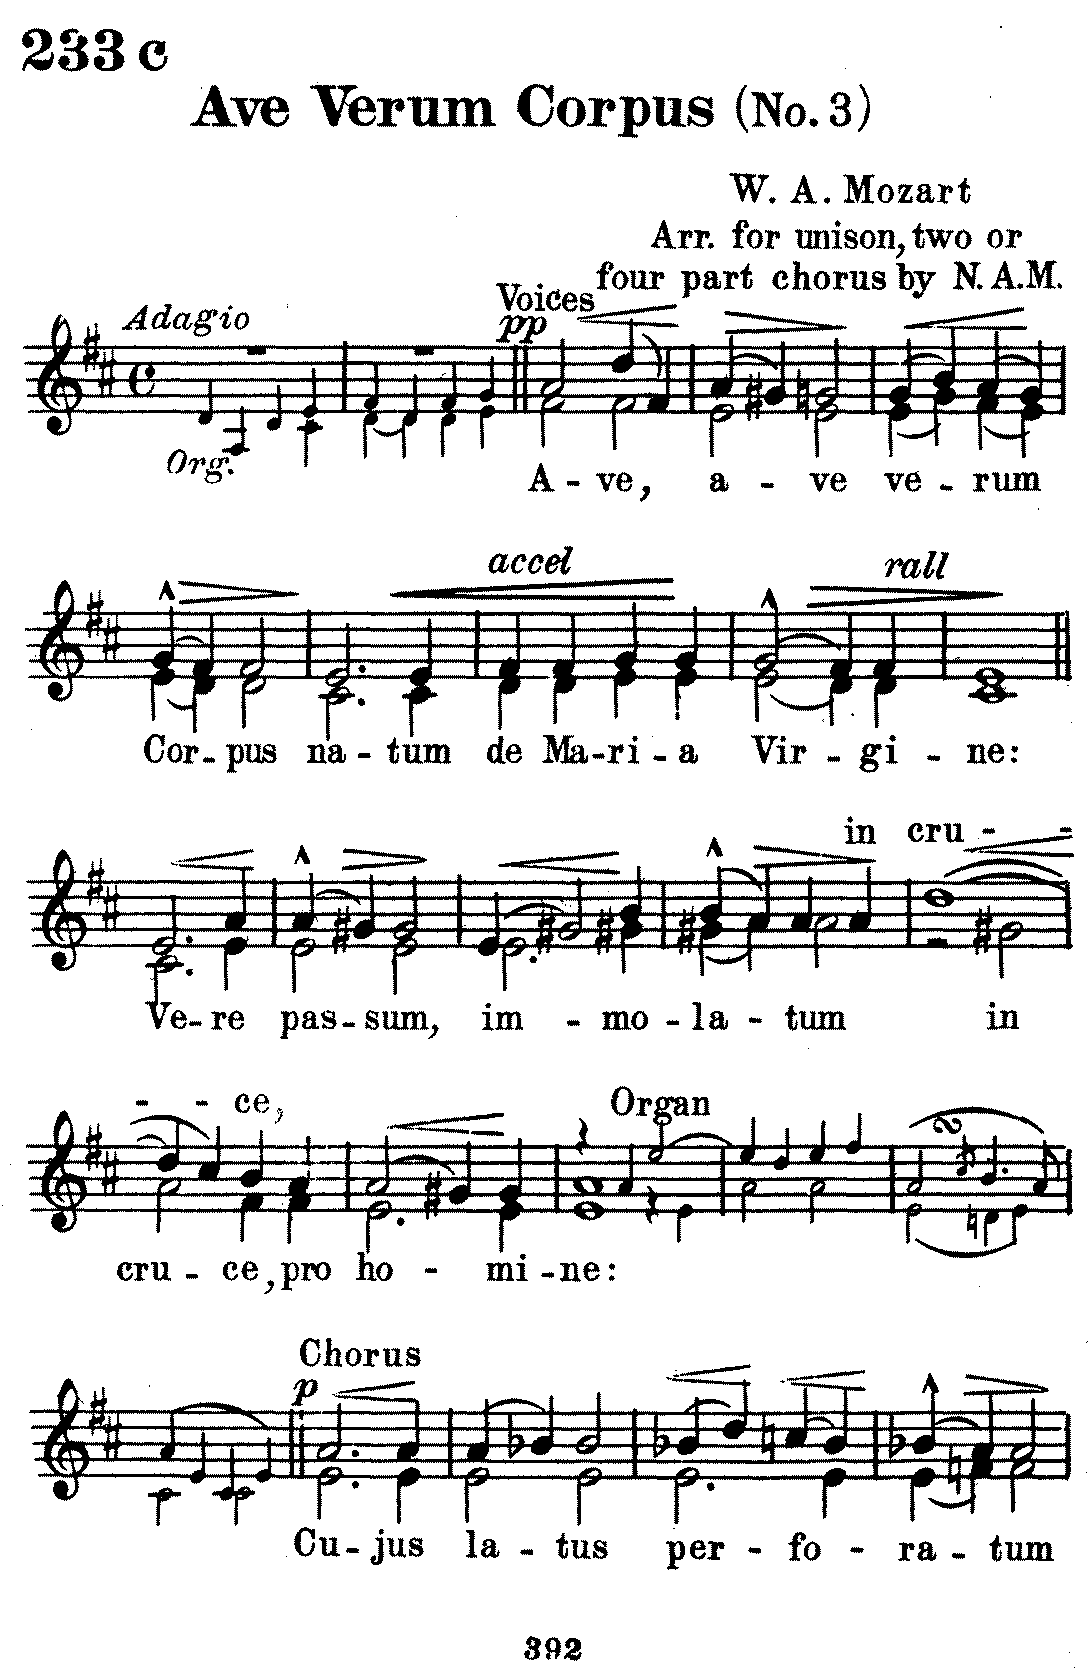 233 c
Ave Verum Corpus (No. 3)
W. A. Mozart
Arr. for unison, two or
four part chorus by N. A. M.
Voices
Adagio
pp
Org.
A - ve, a - ve ve - rum
accel
rall
Cor - pus na - tum de Ma - ri - a Vir - gi - ne:
in cru - -
Ve - re pas - sum, im - mo - la - tum in
- - ce,
Organ
cru - ce, pro ho - mi - ne:
Chorus
p
Cu - jus la - tus per - fo - ra - tum
392